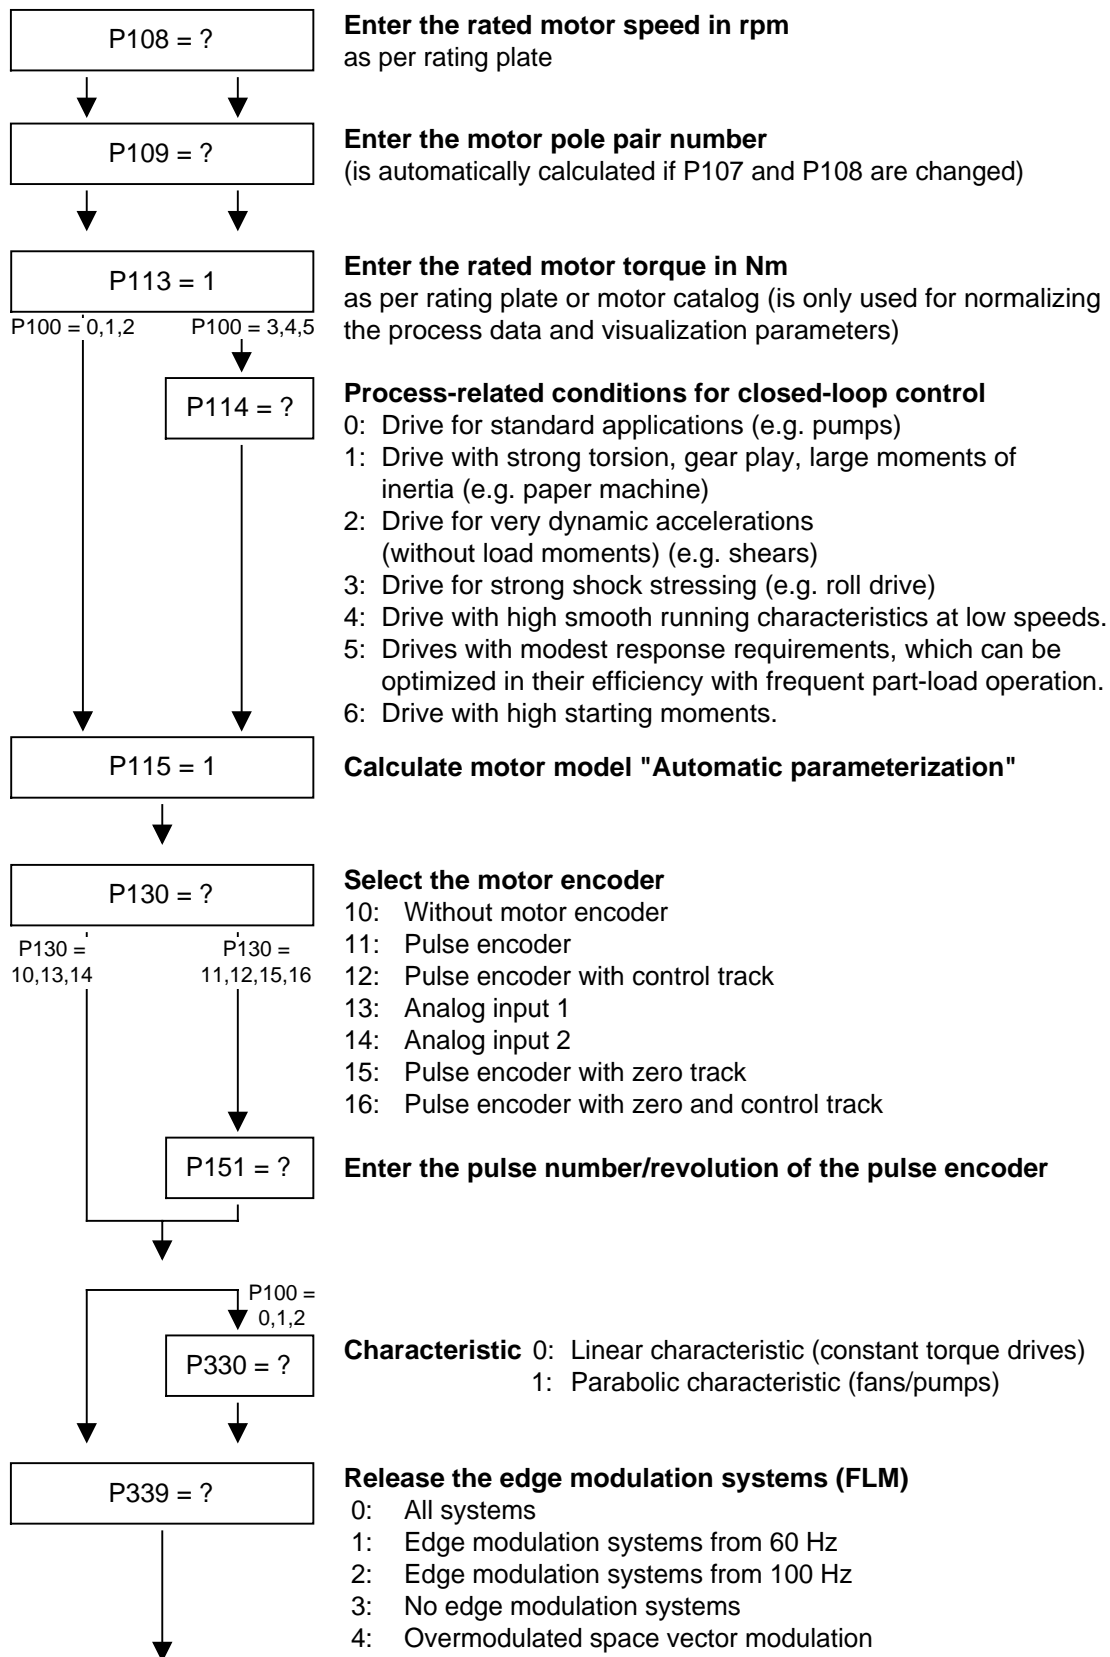 P108 = ?
Enter the rated motor speed in rpm
as per rating plate
P109 = ?
Enter the motor pole pair number
(is automatically calculated if P107 and P108 are changed)
P113 = 1
Enter the rated motor torque in Nm
as per rating plate or motor catalog (is only used for normalizing
the process data and visualization parameters)
P100 = 0,1,2
P100 = 3,4,5
P114 = ?
Process-related conditions for closed-loop control
0: Drive for standard applications (e.g. pumps)
1: Drive with strong torsion, gear play, large moments of
inertia (e.g. paper machine)
2: Drive for very dynamic accelerations
(without load moments) (e.g. shears)
3: Drive for strong shock stressing (e.g. roll drive)
4: Drive with high smooth running characteristics at low speeds.
5: Drives with modest response requirements, which can be
optimized in their efficiency with frequent part-load operation.
6: Drive with high starting moments.
P115 = 1
Calculate motor model "Automatic parameterization"
P130 = ?
Select the motor encoder
10: Without motor encoder
11: Pulse encoder
12: Pulse encoder with control track
13: Analog input 1
14: Analog input 2
15: Pulse encoder with zero track
16: Pulse encoder with zero and control track
P130 =
10,13,14
P130 =
11,12,15,16
P151 = ?
Enter the pulse number/revolution of the pulse encoder
P100 =
0,1,2
P330 = ?
Characteristic 0: Linear characteristic (constant torque drives)
1: Parabolic characteristic (fans/pumps)
P339 = ?
Release the edge modulation systems (FLM)
0: All systems
1: Edge modulation systems from 60 Hz
2: Edge modulation systems from 100 Hz
3: No edge modulation systems
4: Overmodulated space vector modulation